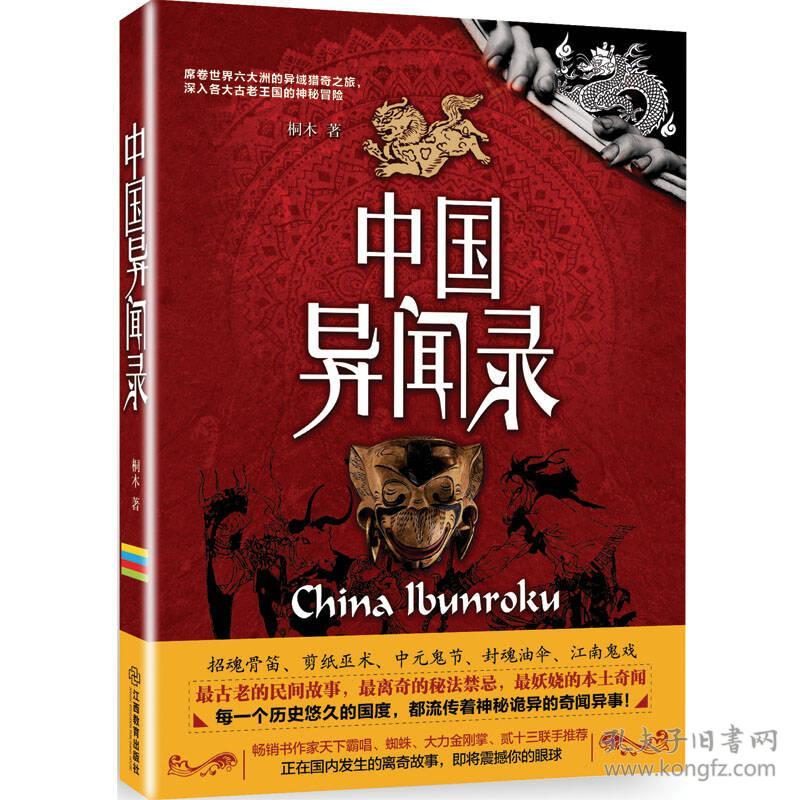 席卷世界六大洲的异域猎奇之旅，
深入各大古老王国的神秘冒险
桐木 著
中国
异闻录
China Ibunroku
招魂骨笛、剪纸巫术、中元鬼节、封魂油伞、江南鬼戏
最古老的民间故事，最离奇的秘法禁忌，最妖娆的本土奇闻
每一个历史悠久的国度，都流传着神秘诡异的奇闻异事！
畅销书作家天下霸唱、蜘蛛、大力金刚掌、贰十三联手推荐
正在国内发生的离奇故事，即将震撼你的眼球
中国异闻录
桐木 著
江西教育出版社
孔夫子旧书网
www.kongfz.com